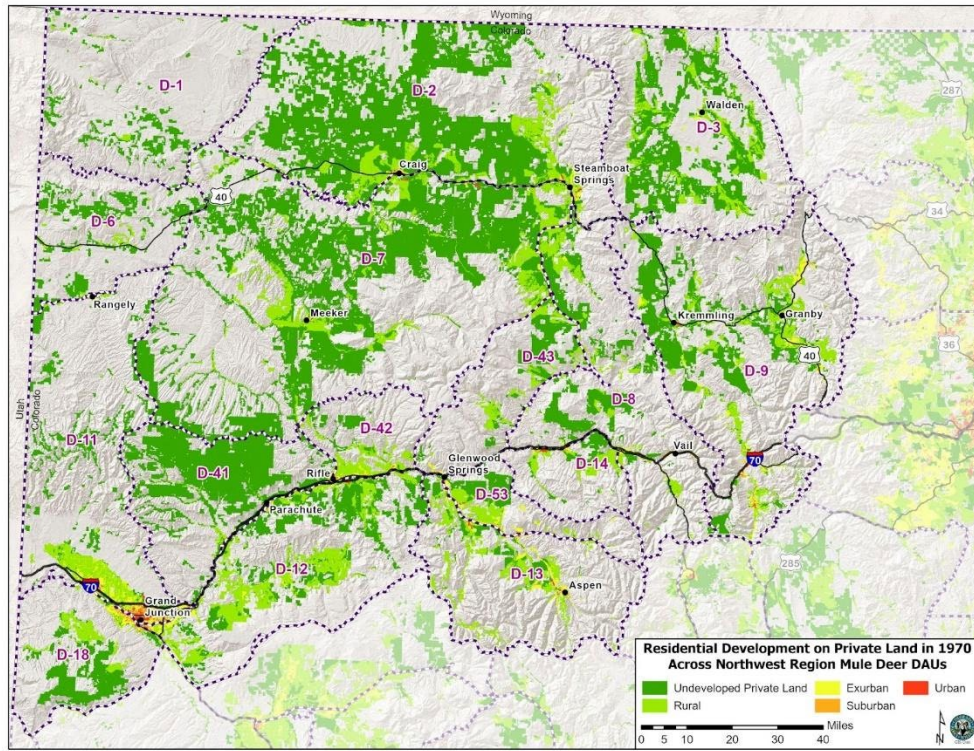 Wyoming
Colorado
D-1
D-2
287
Walden
D-3
Craig
Steamboat
Springs
40
34
D-6
D-7
Rangely
Meeker
Kremmling
Granby
36
D-43
40
D-9
Utah
Colorado
D-8
D-42
D-11
Vail
Glenwood
Springs
D-14
70
D-41
Rifle
D-53
Parachute
285
D-12
D-13
Aspen
70
Grand
Junction
D-18
Residential Development on Private Land in 1970
Across Northwest Region Mule Deer DAUs
Undeveloped Private Land
Exurban
Urban
Rural
Suburban
Miles
0 5 10 20 30 40
N